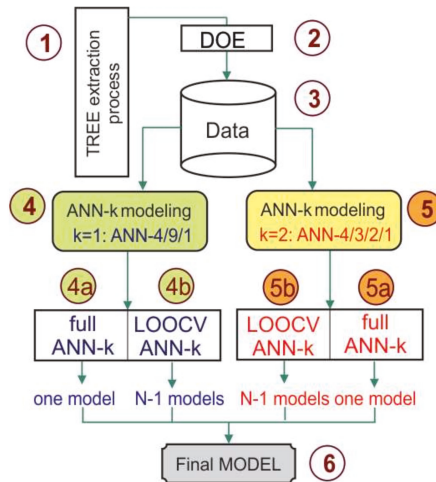 1
TREE extraction
process
DOE
2
3
Data
4
ANN-k modeling
k=1: ANN-4/9/1
5
ANN-k modeling
k=2: ANN-4/3/2/1
4a
4b
5b
5a
full
ANN-k
LOOCV
ANN-k
LOOCV
ANN-k
full
ANN-k
one model
N-1 models
N-1 models
one model
Final MODEL
6